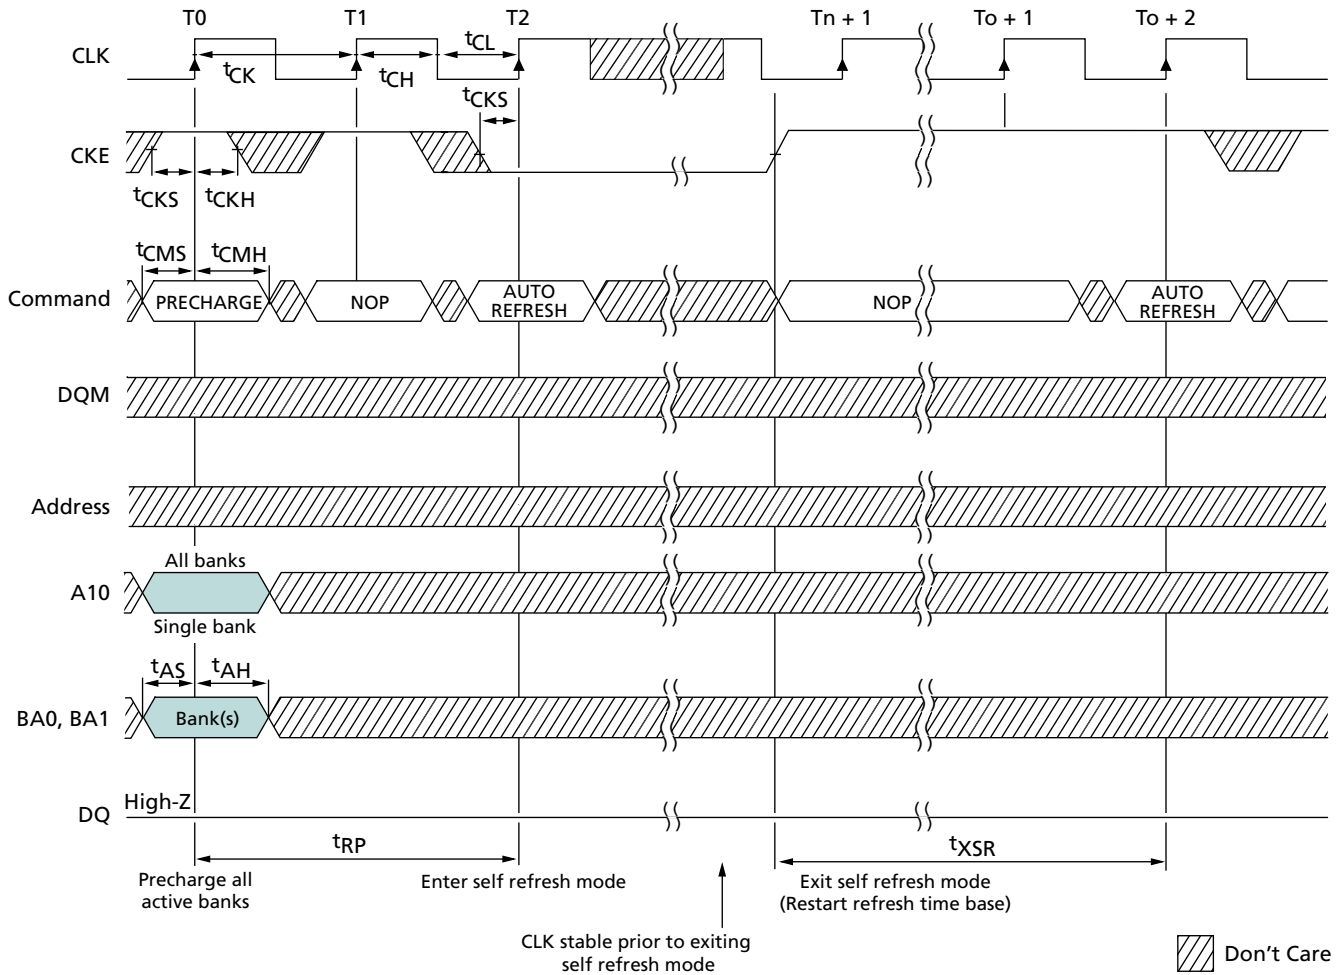 T0 T1 T2 Tn + 1 To + 1 To + 2
CLK
tCK tCH tCL
tCKS
CKE
tCKS tCKH
tCMS tCMH
Command PRECHARGE NOP AUTO REFRESH NOP AUTO REFRESH
DQM
Address
All banks
A10
Single bank
tAS tAH
BA0, BA1 Bank(s)
High-Z
DQ
tRP tXSR
Precharge all
active banks
Enter self refresh mode
Exit self refresh mode
(Restart refresh time base)
CLK stable prior to exiting
self refresh mode
Don't Care